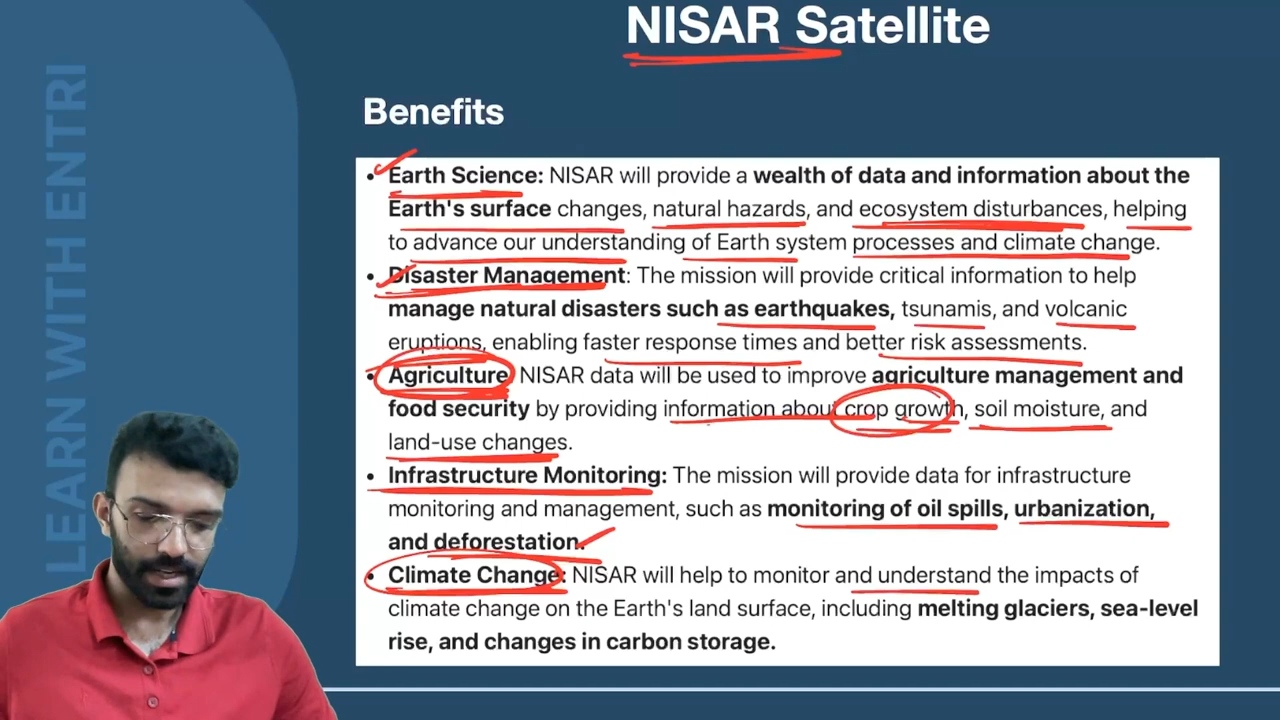 NISAR Satellite
LEARN WITH ENTRI
Benefits
• Earth Science: NISAR will provide a wealth of data and information about the
Earth's surface changes, natural hazards, and ecosystem disturbances, helping
to advance our understanding of Earth system processes and climate change.
• Disaster Management: The mission will provide critical information to help
manage natural disasters such as earthquakes, tsunamis, and volcanic
eruptions, enabling faster response times and better risk assessments.
• Agriculture: NISAR data will be used to improve agriculture management and
food security by providing information about crop growth, soil moisture, and
land-use changes.
• Infrastructure Monitoring: The mission will provide data for infrastructure
monitoring and management, such as monitoring of oil spills, urbanization,
and deforestation.
• Climate Change: NISAR will help to monitor and understand the impacts of
climate change on the Earth's land surface, including melting glaciers, sea-level
rise, and changes in carbon storage.